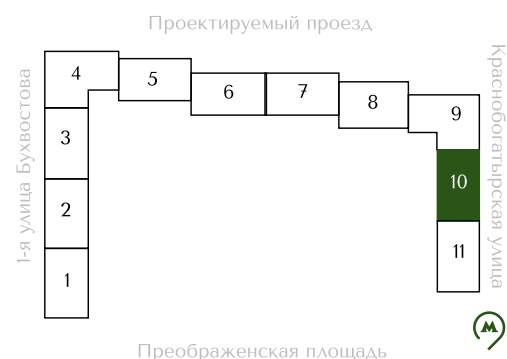 Проектируемый проезд
1-я улица Бухвостова
Краснобогатырская улица
4
5
6
7
8
9
3
10
2
11
1
М
Преображенская площадь